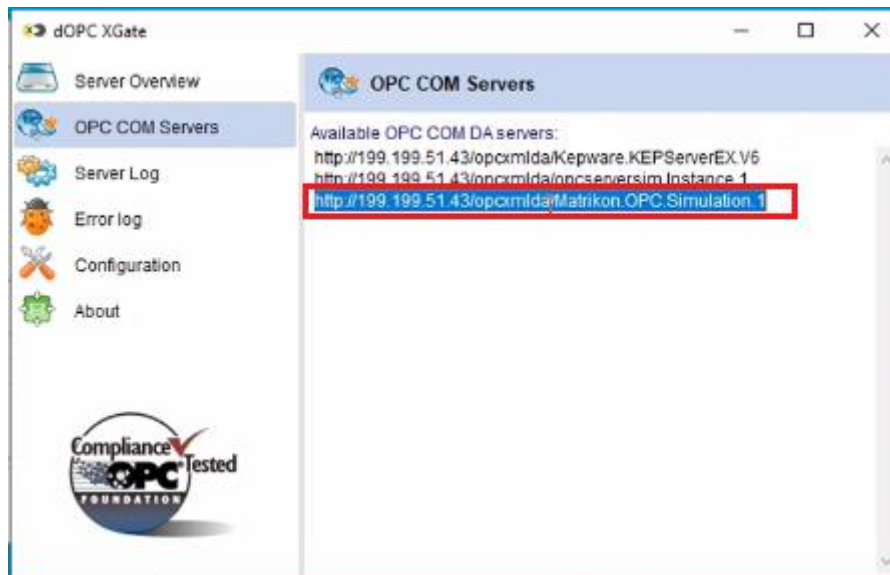 dOPC XGate
Server Overview
OPC COM Servers
Server Log
Error log
Configuration
About
Compliance
OPC Tested
FOUNDATION
OPC COM Servers
Available OPC COM DA servers:
http://199.199.51.43/opcxmlda/Kepware.KEPServerEX.V6
http://199.199.51.43/opcxmlda/opcserversim.Instance.1
http://199.199.51.43/opcxmlda/Matrikon.OPC.Simulation.1